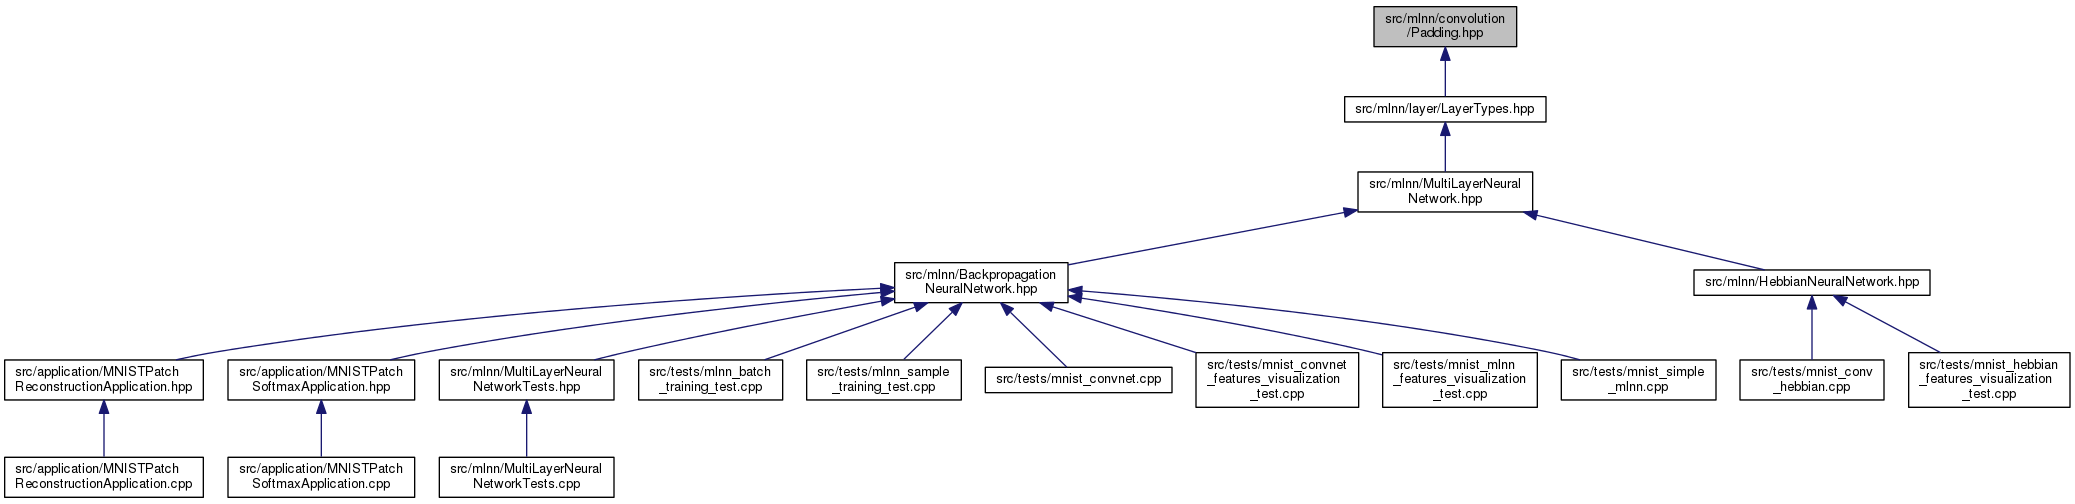 src/mlnn/convolution
/Padding.hpp
src/mlnn/layer/LayerTypes.hpp
src/mlnn/MultiLayerNeural
Network.hpp
src/mlnn/Backpropagation
NeuralNetwork.hpp
src/mlnn/HebbianNeuralNetwork.hpp
src/application/MNISTPatch
ReconstructionApplication.hpp
src/application/MNISTPatch
SoftmaxApplication.hpp
src/mlnn/MultiLayerNeural
NetworkTests.hpp
src/tests/mlnn_batch
_training_test.cpp
src/tests/mlnn_sample
_training_test.cpp
src/tests/mnist_convnet.cpp
src/tests/mnist_convnet
_features_visualization
_test.cpp
src/tests/mnist_mlnn
_features_visualization
_test.cpp
src/tests/mnist_simple
_mlnn.cpp
src/tests/mnist_conv
_hebbian.cpp
src/tests/mnist_hebbian
_features_visualization
_test.cpp
src/application/MNISTPatch
ReconstructionApplication.cpp
src/application/MNISTPatch
SoftmaxApplication.cpp
src/mlnn/MultiLayerNeural
NetworkTests.cpp